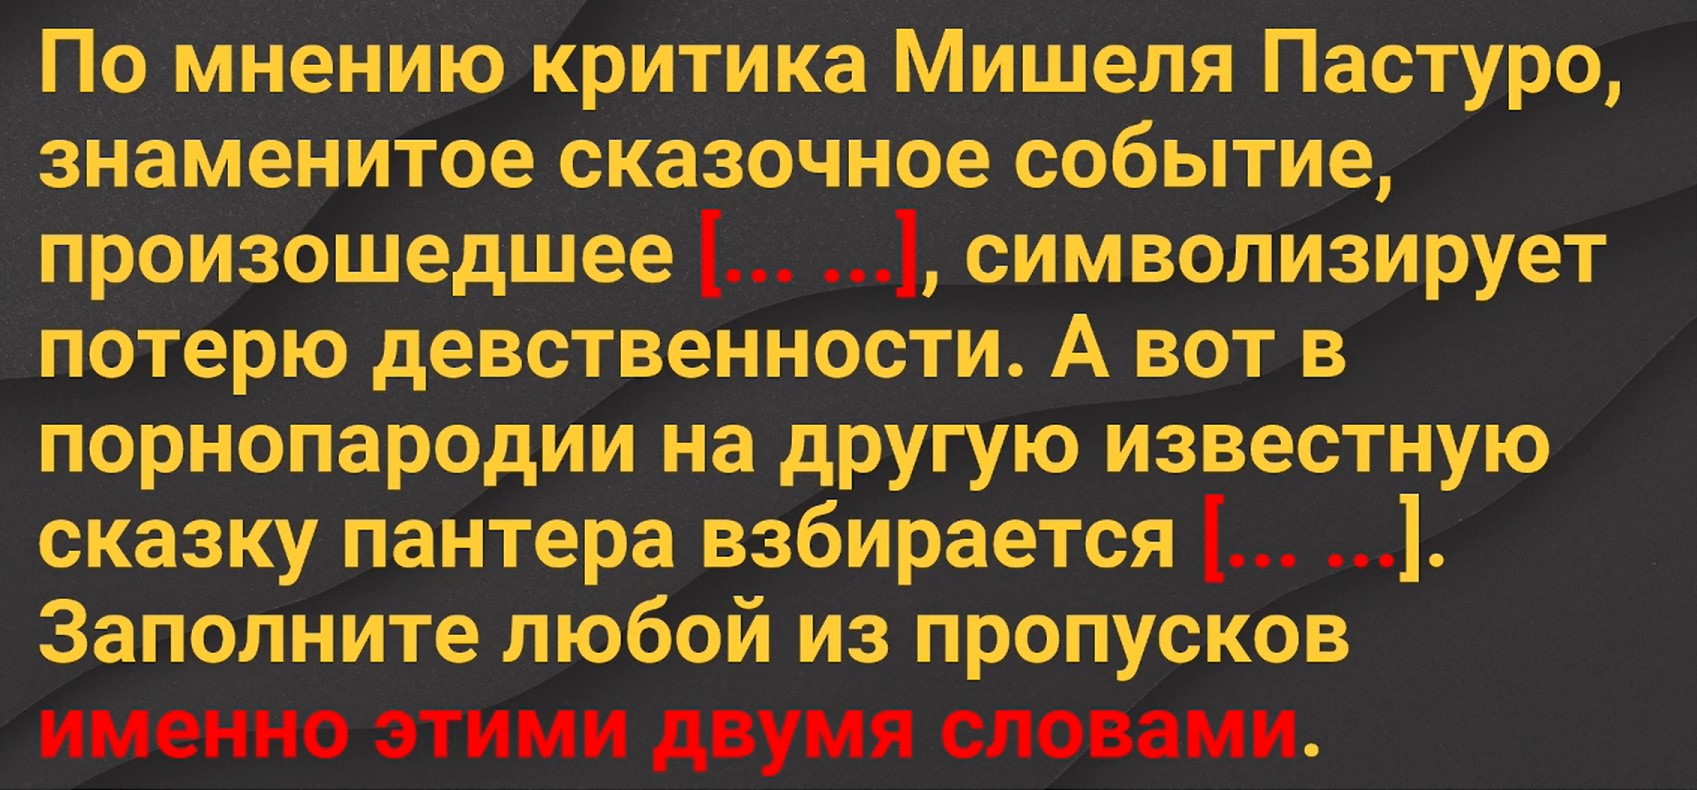 По мнению критика Мишеля Пастуро,
знаменитое сказочное событие,
произошедшее [... ...], символизирует
потерю девственности. А вот в
порнопародии на другую известную
сказку пантера взбирается [... ...].
Заполните любой из пропусков
именно этими двумя словами.